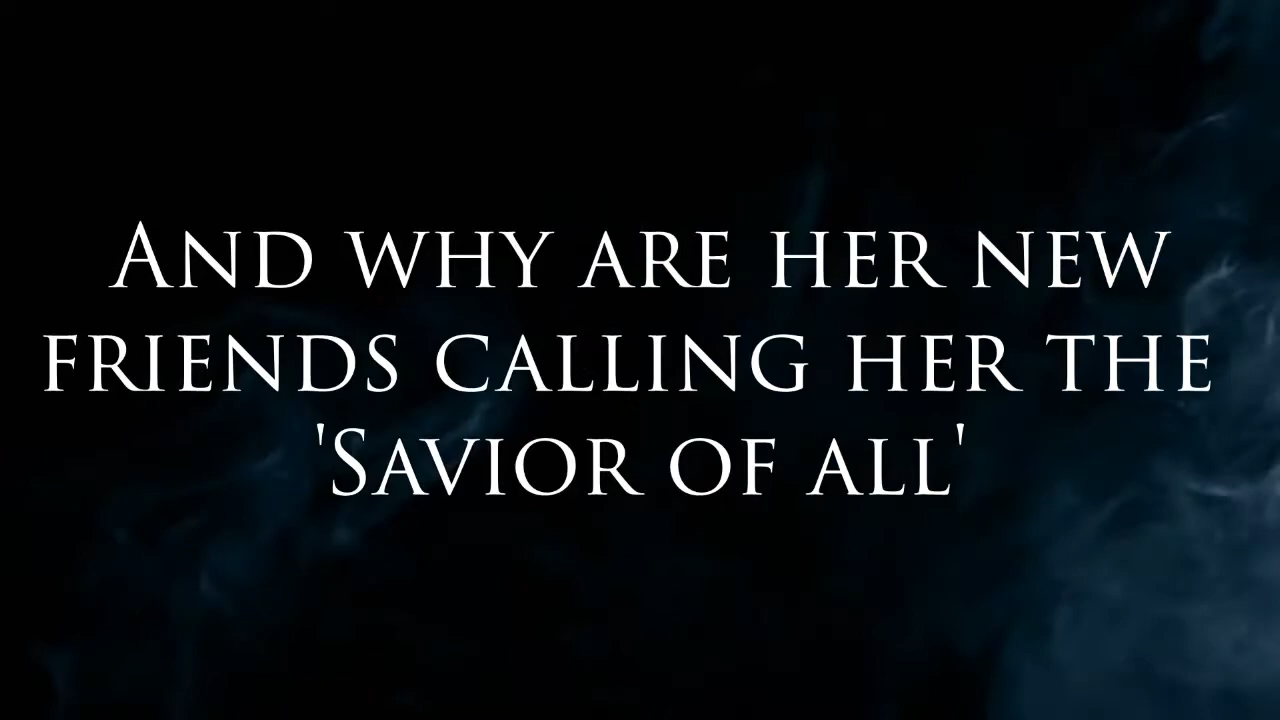 And why are her new
friends calling her the
'Savior of all'